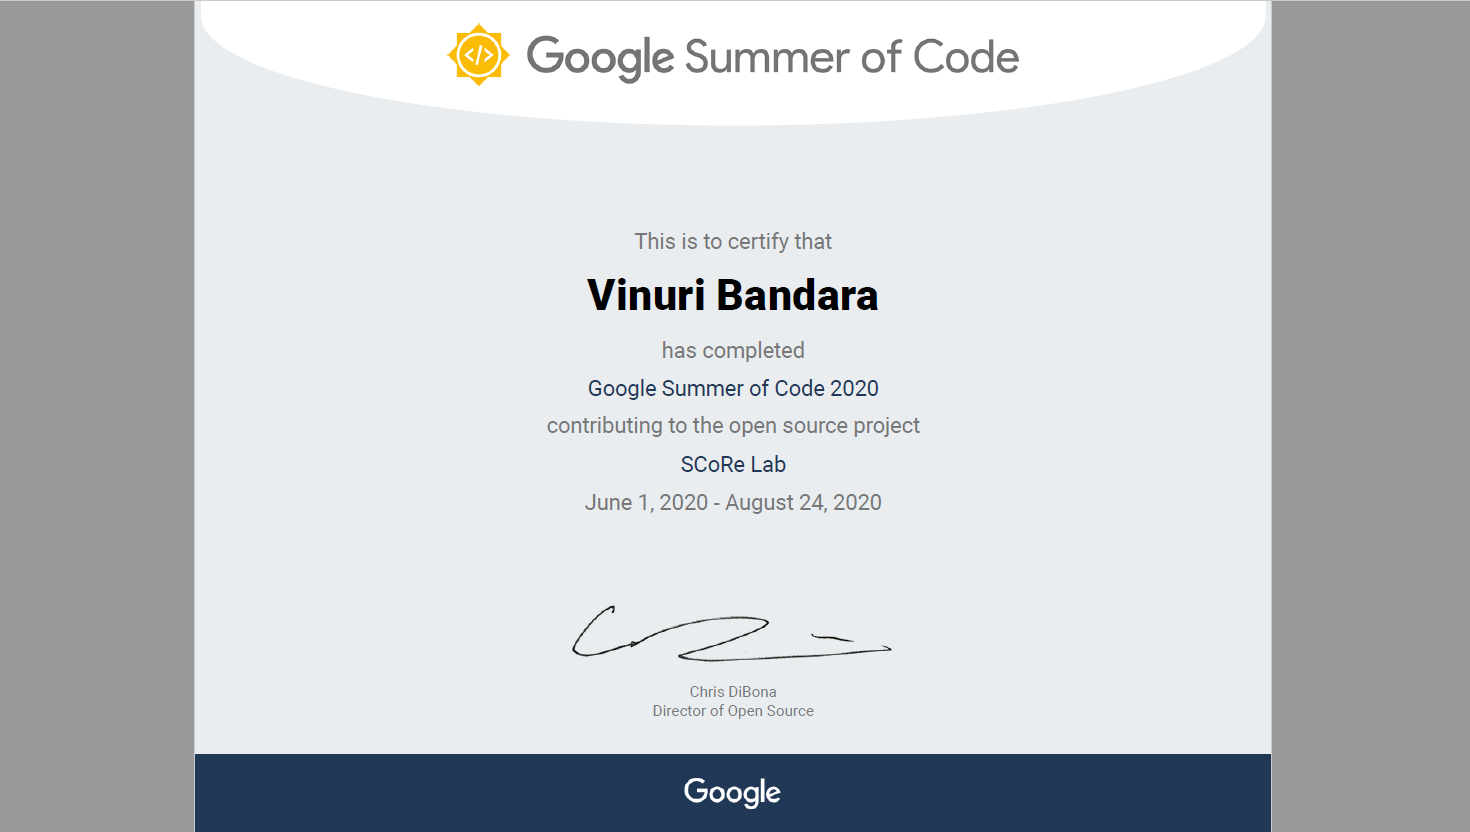 </> Google Summer of Code
This is to certify that
Vinuri Bandara
has completed
Google Summer of Code 2020
contributing to the open source project
SCoRe Lab
June 1, 2020 - August 24, 2020
Chris DiBona
Director of Open Source
Google